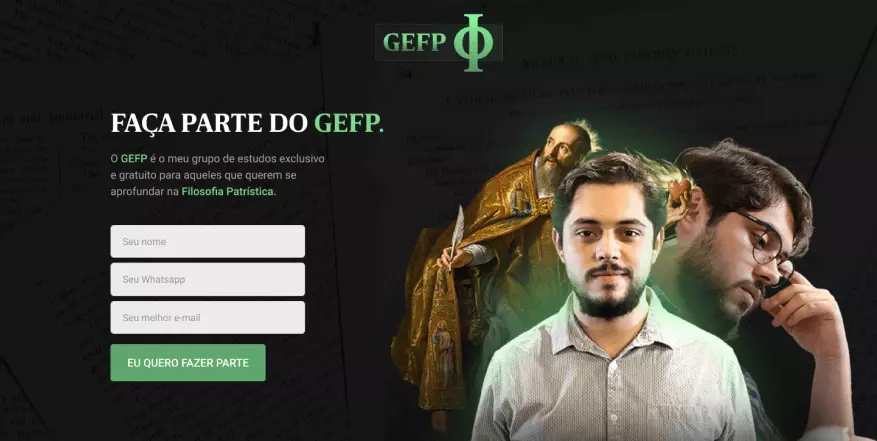 GEFP Φ
FAÇA PARTE DO GEFP.
O GEFP é o meu grupo de estudos exclusivo
e gratuito para aqueles que querem se
aprofundar na Filosofia Patrística.
Seu nome
Seu Whatsapp
Seu melhor e-mail
EU QUERO FAZER PARTE